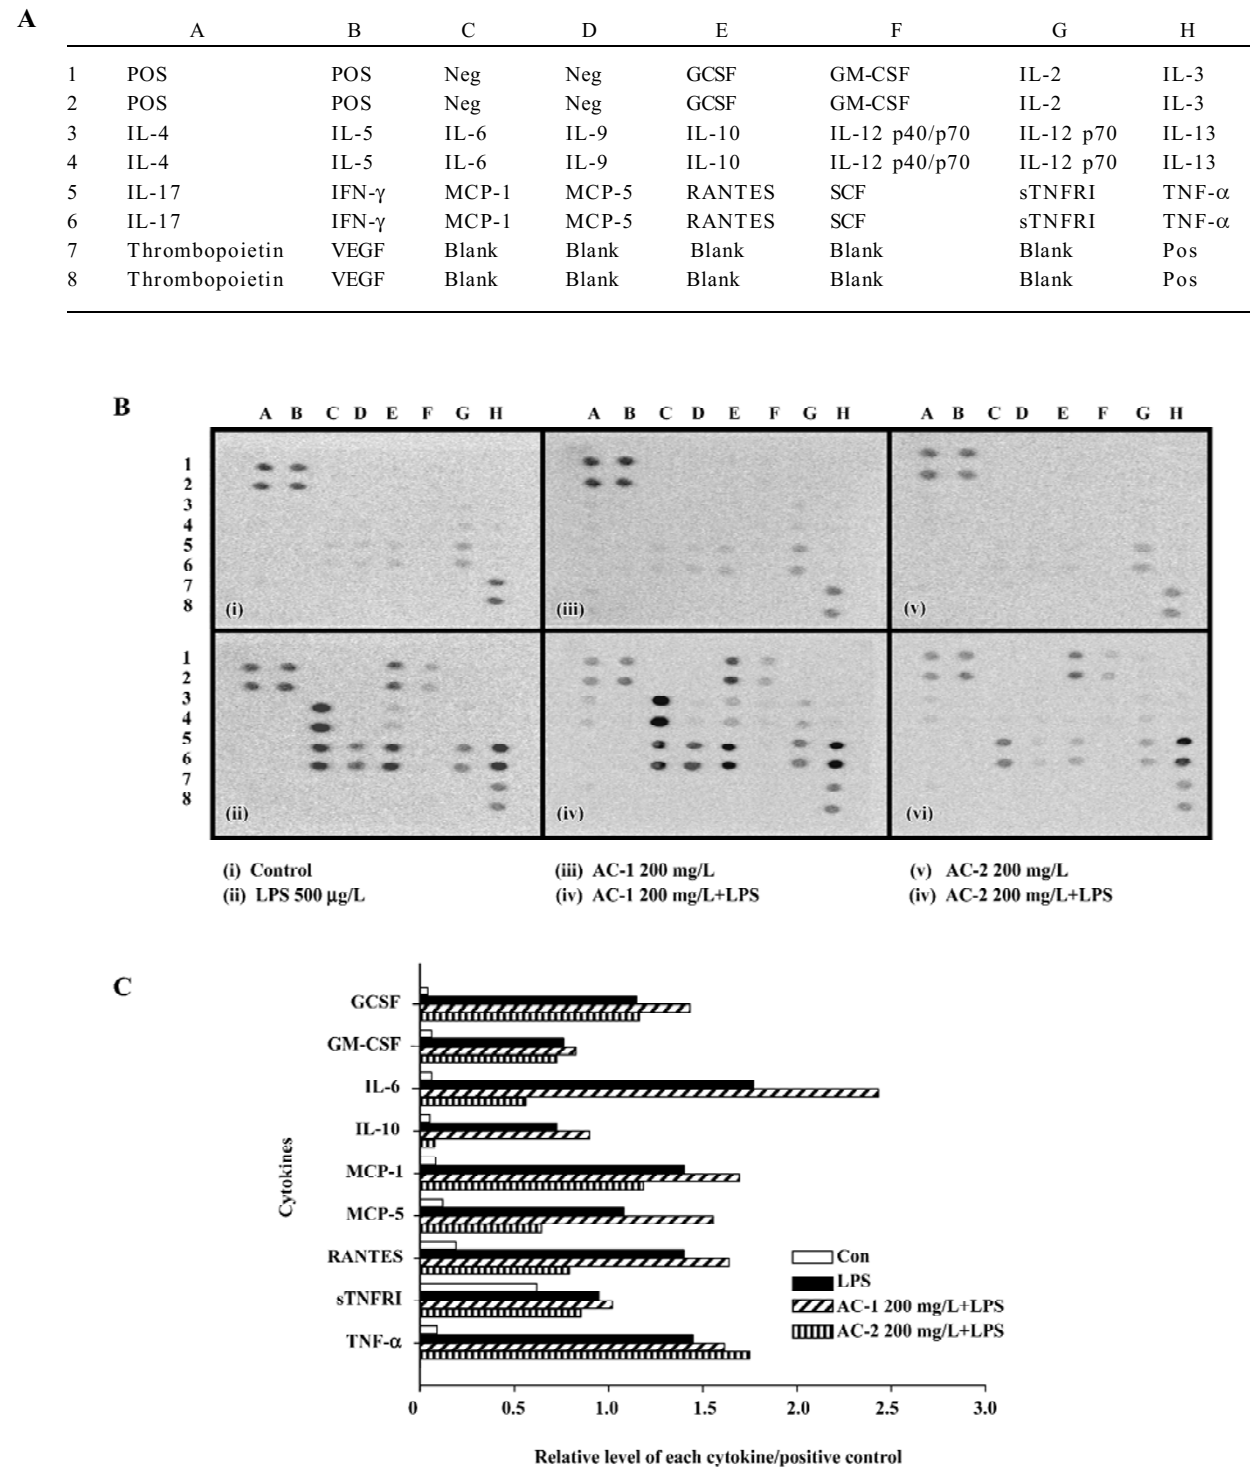 A
A B C D E F G H
1 POS POS Neg Neg GCSF GM-CSF IL-2 IL-3
2 POS POS Neg Neg GCSF GM-CSF IL-2 IL-3
3 IL-4 IL-5 IL-6 IL-9 IL-10 IL-12 p40/p70 IL-12 p70 IL-13
4 IL-4 IL-5 IL-6 IL-9 IL-10 IL-12 p40/p70 IL-12 p70 IL-13
5 IL-17 IFN-γ MCP-1 MCP-5 RANTES SCF sTNFRI TNF-α
6 IL-17 IFN-γ MCP-1 MCP-5 RANTES SCF sTNFRI TNF-α
7 Thrombopoietin VEGF Blank Blank Blank Blank Blank Pos
8 Thrombopoietin VEGF Blank Blank Blank Blank Blank Pos
B
A B C D E F G H A B C D E F G H A B C D E F G H
1
2
3
4
5
6
7
8
(i) (iii) (v)
1
2
3
4
5
6
7
8
(ii) (iv) (vi)
(i) Control (iii) AC-1 200 mg/L (v) AC-2 200 mg/L
(ii) LPS 500 μg/L (iv) AC-1 200 mg/L+LPS (iv) AC-2 200 mg/L+LPS
C
Cytokines
GCSF
GM-CSF
IL-6
IL-10
MCP-1
MCP-5
RANTES
sTNFRI
TNF-α
Con
LPS
AC-1 200 mg/L+LPS
AC-2 200 mg/L+LPS
0 0.5 1.0 1.5 2.0 2.5 3.0
Relative level of each cytokine/positive control